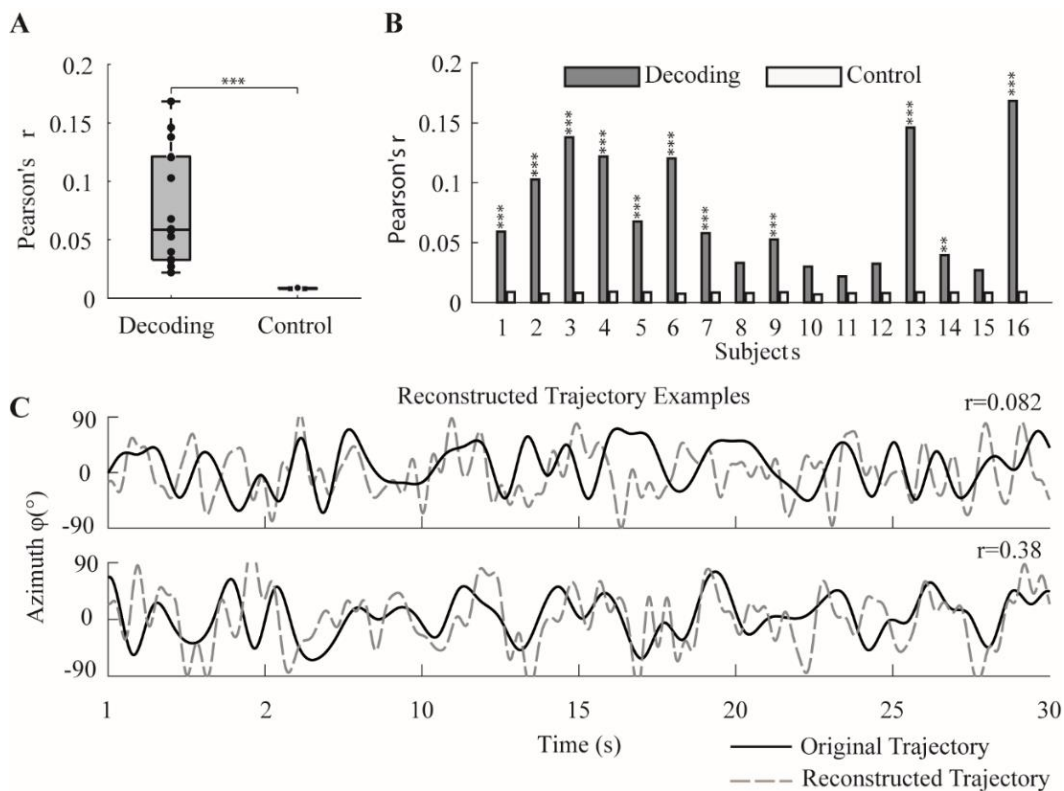 A
Pearson's r
0.2
0.15
0.1
0.05
0
***
Decoding
Control
B
Pearson's r
0.2
0.15
0.1
0.05
0
Decoding
Control
***
***
***
***
***
***
***
***
***
**
***
1 2 3 4 5 6 7 8 9 10 11 12 13 14 15 16
Subjects
C
Reconstructed Trajectory Examples
r=0.082
90
0
-90
Azimuth φ(°)
r=0.38
90
0
-90
1 2 10 15 20 25 30
Time (s)
Original Trajectory
Reconstructed Trajectory